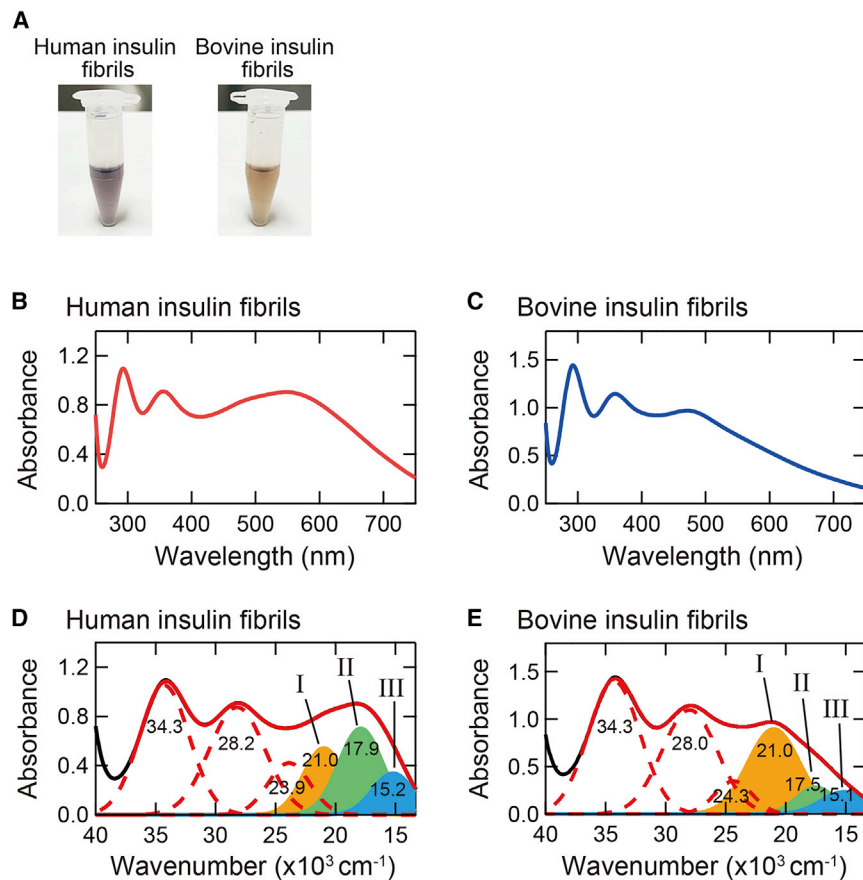 A
Human insulin
fibrils
Bovine insulin
fibrils
B Human insulin fibrils
1.2
0.8
0.4
0.0
Absorbance
300 400 500 600 700
Wavelength (nm)
C Bovine insulin fibrils
1.5
1.0
0.5
0.0
Absorbance
300 400 500 600 700
Wavelength (nm)
D Human insulin fibrils
1.2
0.8
0.4
0.0
Absorbance
I
II
III
34.3
28.2
23.9
21.0
17.9
15.2
40 35 30 25 20 15
Wavenumber (x10³ cm⁻¹)
E Bovine insulin fibrils
1.5
1.0
0.5
0.0
Absorbance
I
II
III
34.3
28.0
24.3
21.0
17.5
15.1
40 35 30 25 20 15
Wavenumber (x10³ cm⁻¹)